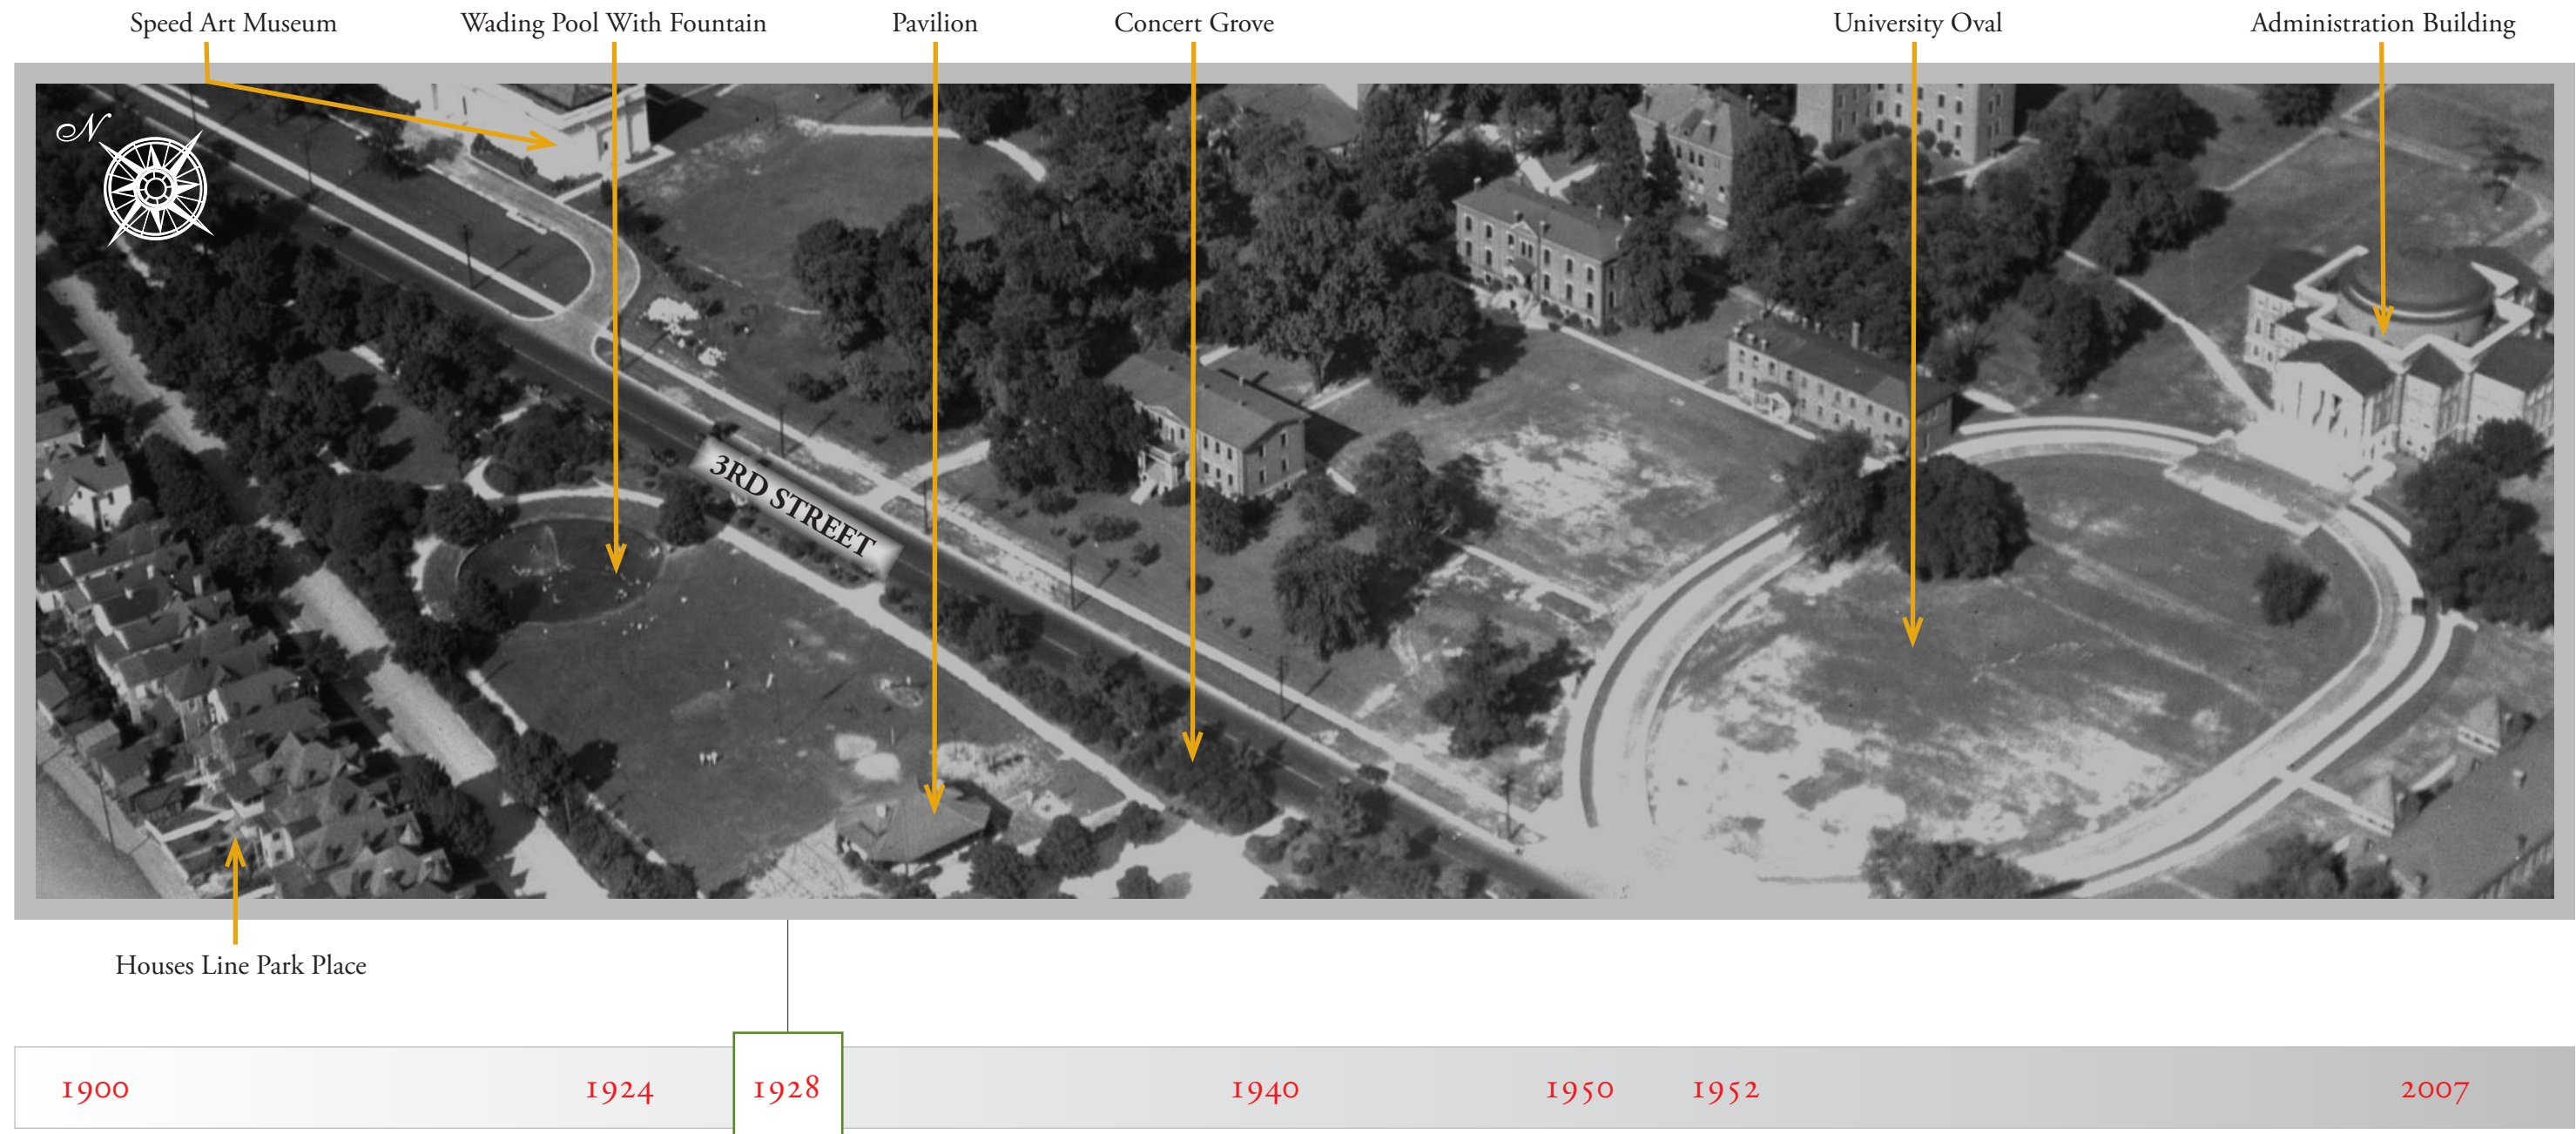 Speed Art Museum
Wading Pool With Fountain
Pavilion
Concert Grove
University Oval
Administration Building
N
3RD STREET
Houses Line Park Place
1900
1924
1928
1940
1950
1952
2007